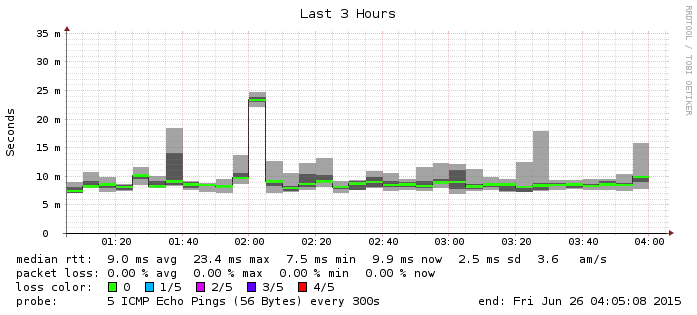 Last 3 Hours
RRDTOOL / TOBI OETIKER
Seconds
35 m
30 m
25 m
20 m
15 m
10 m
5 m
0
01:20 01:40 02:00 02:20 02:40 03:00 03:20 03:40 04:00
median rtt: 9.0 ms avg 23.4 ms max 7.5 ms min 9.9 ms now 2.5 ms sd 3.6 am/s
packet loss: 0.00 % avg 0.00 % max 0.00 % min 0.00 % now
loss color: 0 1/5 2/5 3/5 4/5
probe: 5 ICMP Echo Pings (56 Bytes) every 300s end: Fri Jun 26 04:05:08 2015